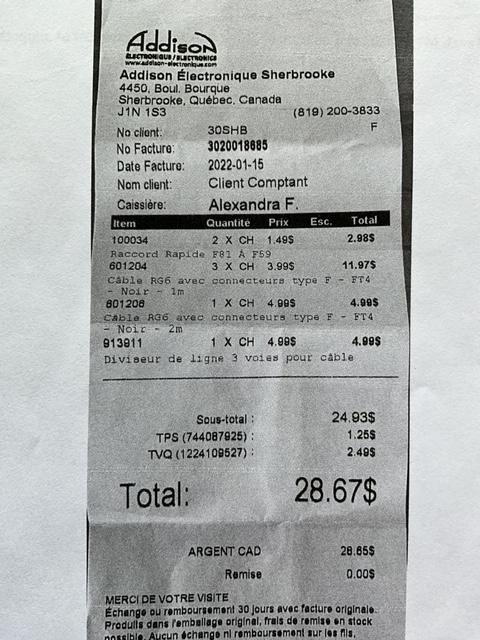 Addison
ÉLECTRONIQUE / ELECTRONICS
www.addison-electronique.com
Addison Électronique Sherbrooke
4450, Boul. Bourque
Sherbrooke, Québec, Canada
J1N 1S3 (819) 200-3833
No client: 30SHB F
No Facture: 3020018685
Date Facture: 2022-01-15
Nom client: Client Comptant
Caissière: Alexandra F.
Item Quantité Prix Esc. Total
100034 2 X CH 1.49$ 2.98$
Raccord Rapide F81 À F59
601204 3 X CH 3.99$ 11.97$
Câble RG6 avec connecteurs type F - FT4
- Noir - 1m
601206 1 X CH 4.99$ 4.99$
Câble RG6 avec connecteurs type F - FT4
- Noir - 2m
913911 1 X CH 4.99$ 4.99$
Diviseur de ligne 3 voies pour câble
Sous-total : 24.93$
TPS (744087925) : 1.25$
TVQ (1224109527) : 2.49$
Total: 28.67$
ARGENT CAD 28.65$
Remise 0.00$
MERCI DE VOTRE VISITE
Échange ou remboursement 30 jours avec facture originale.
Produits dans l'emballage original, frais de remise en stock
possible. Aucun échange ni remboursement sur les fils,